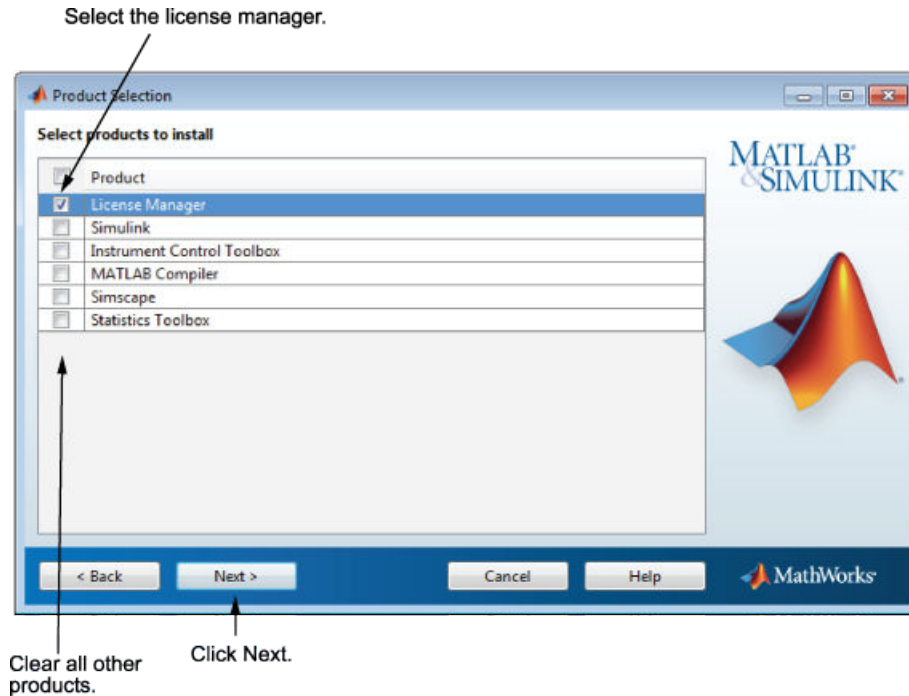 Select the license manager.
Product Selection
Select products to install
Product
License Manager
Simulink
Instrument Control Toolbox
MATLAB Compiler
Simscape
Statistics Toolbox
MATLAB®
&SIMULINK®
< Back
Next >
Cancel
Help
MathWorks®
Click Next.
Clear all other
products.